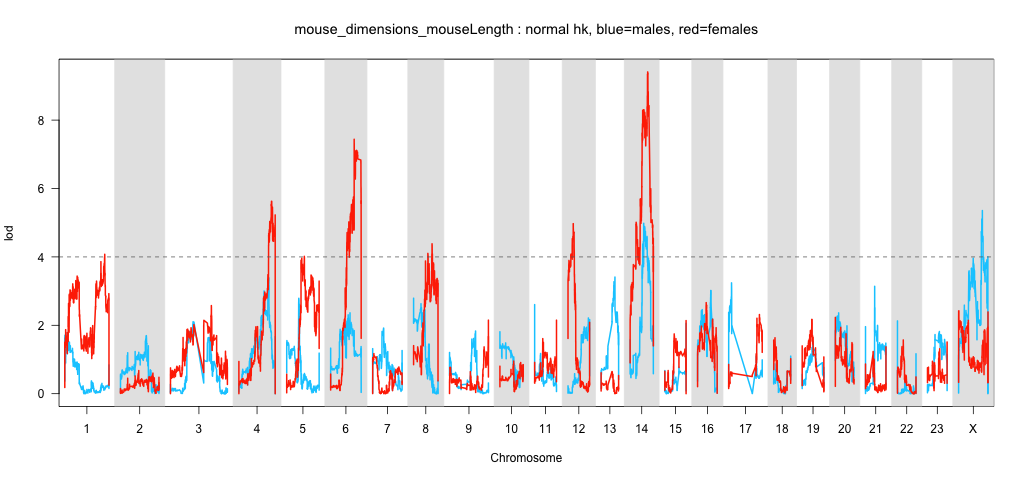 mouse_dimensions_mouseLength : normal hk, blue=males, red=females
lod
8
6
4
2
0
1 2 3 4 5 6 7 8 9 10 11 12 13 14 15 16 17 18 19 20 21 22 23 X
Chromosome